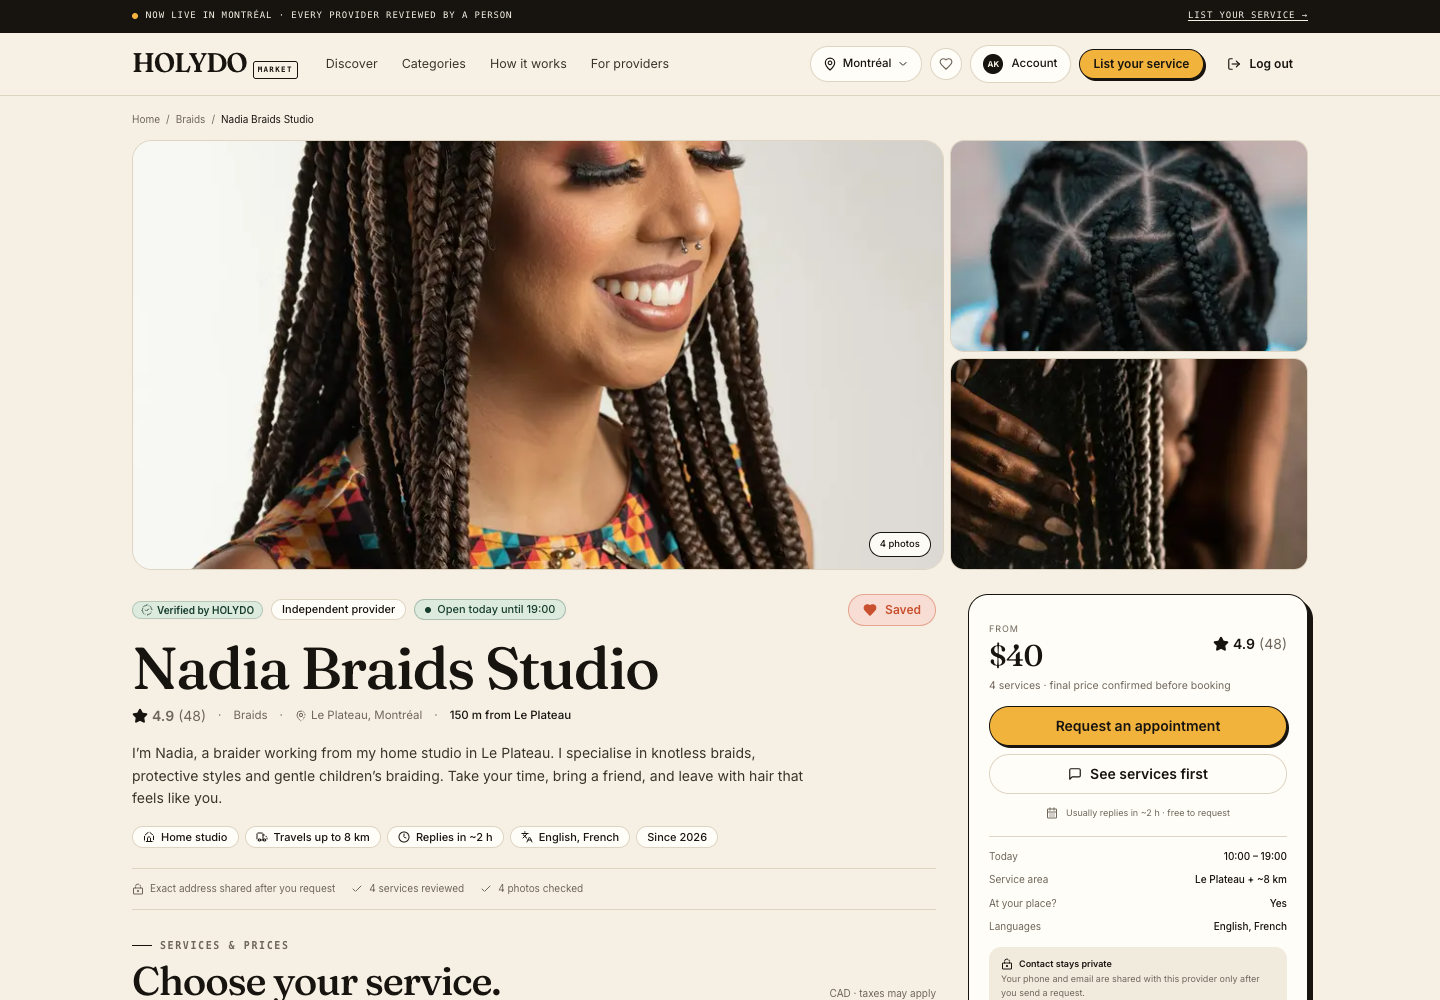 NOW LIVE IN MONTRÉAL · EVERY PROVIDER REVIEWED BY A PERSON
LIST YOUR SERVICE →
HOLYDO MARKET
Discover
Categories
How it works
For providers
Montréal
AK Account
List your service
Log out
Home / Braids / Nadia Braids Studio
4 photos
Verified by HOLYDO
Independent provider
Open today until 19:00
Saved
Nadia Braids Studio
4.9 (48) · Braids · Le Plateau, Montréal · 150 m from Le Plateau
I’m Nadia, a braider working from my home studio in Le Plateau. I specialise in knotless braids,
protective styles and gentle children’s braiding. Take your time, bring a friend, and leave with hair that
feels like you.
Home studio
Travels up to 8 km
Replies in ~2 h
English, French
Since 2026
Exact address shared after you request
4 services reviewed
4 photos checked
SERVICES & PRICES
Choose your service.
CAD · taxes may apply
FROM
$40
4.9 (48)
4 services · final price confirmed before booking
Request an appointment
See services first
Usually replies in ~2 h · free to request
Today 10:00 – 19:00
Service area Le Plateau + ~8 km
At your place? Yes
Languages English, French
Contact stays private
Your phone and email are shared with this provider only after
you send a request.